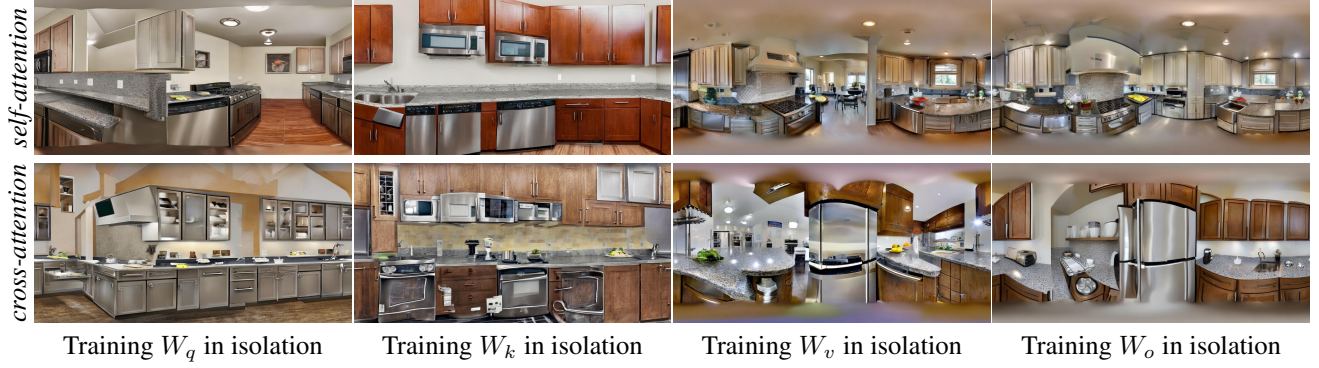 self-attention
cross-attention
Training W_q in isolation
Training W_k in isolation
Training W_v in isolation
Training W_o in isolation